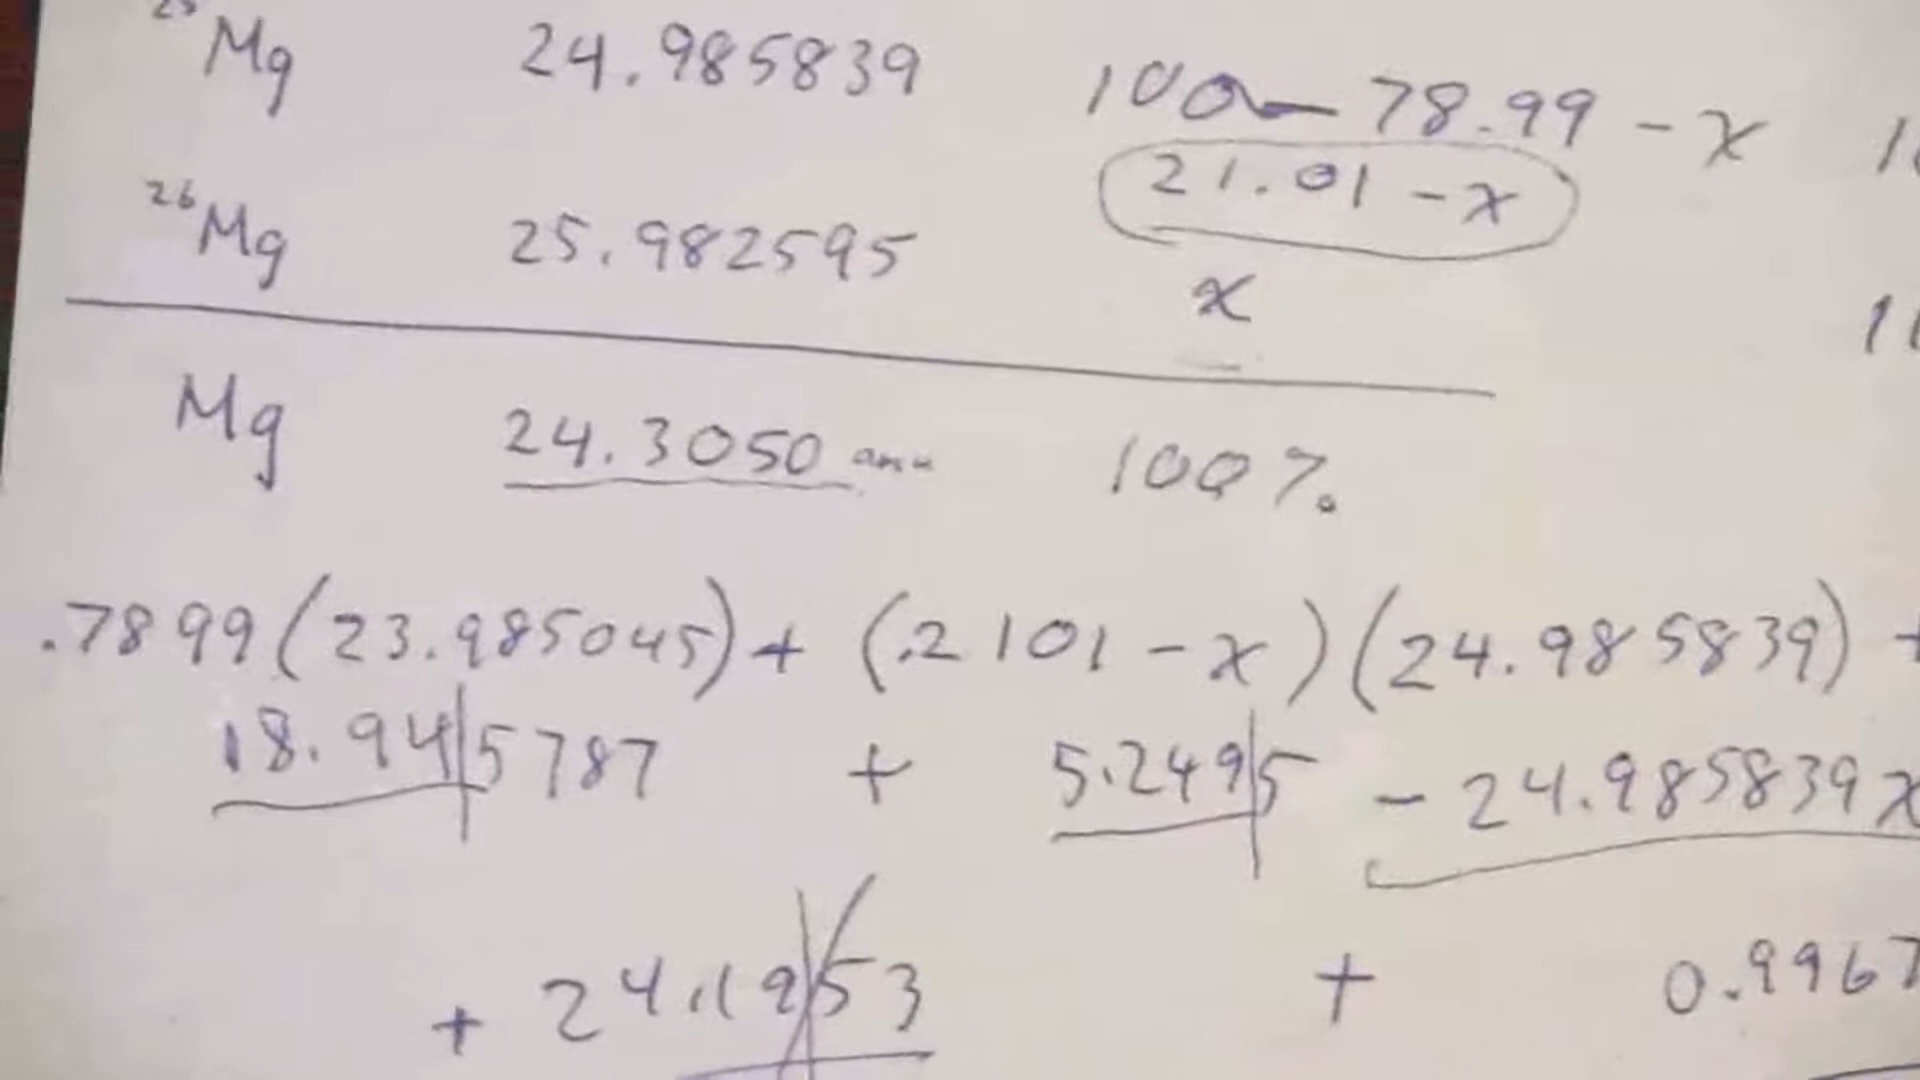 25Mg 24.985839 100 - 78.99 - x
21.01 - x
26Mg 25.982595
x
Mg 24.3050 amu 100%
.7899(23.985045) + (.2101 - x)(24.985839) +
18.945787 + 5.2495 - 24.985839x
+ 24.1953 + 0.9967